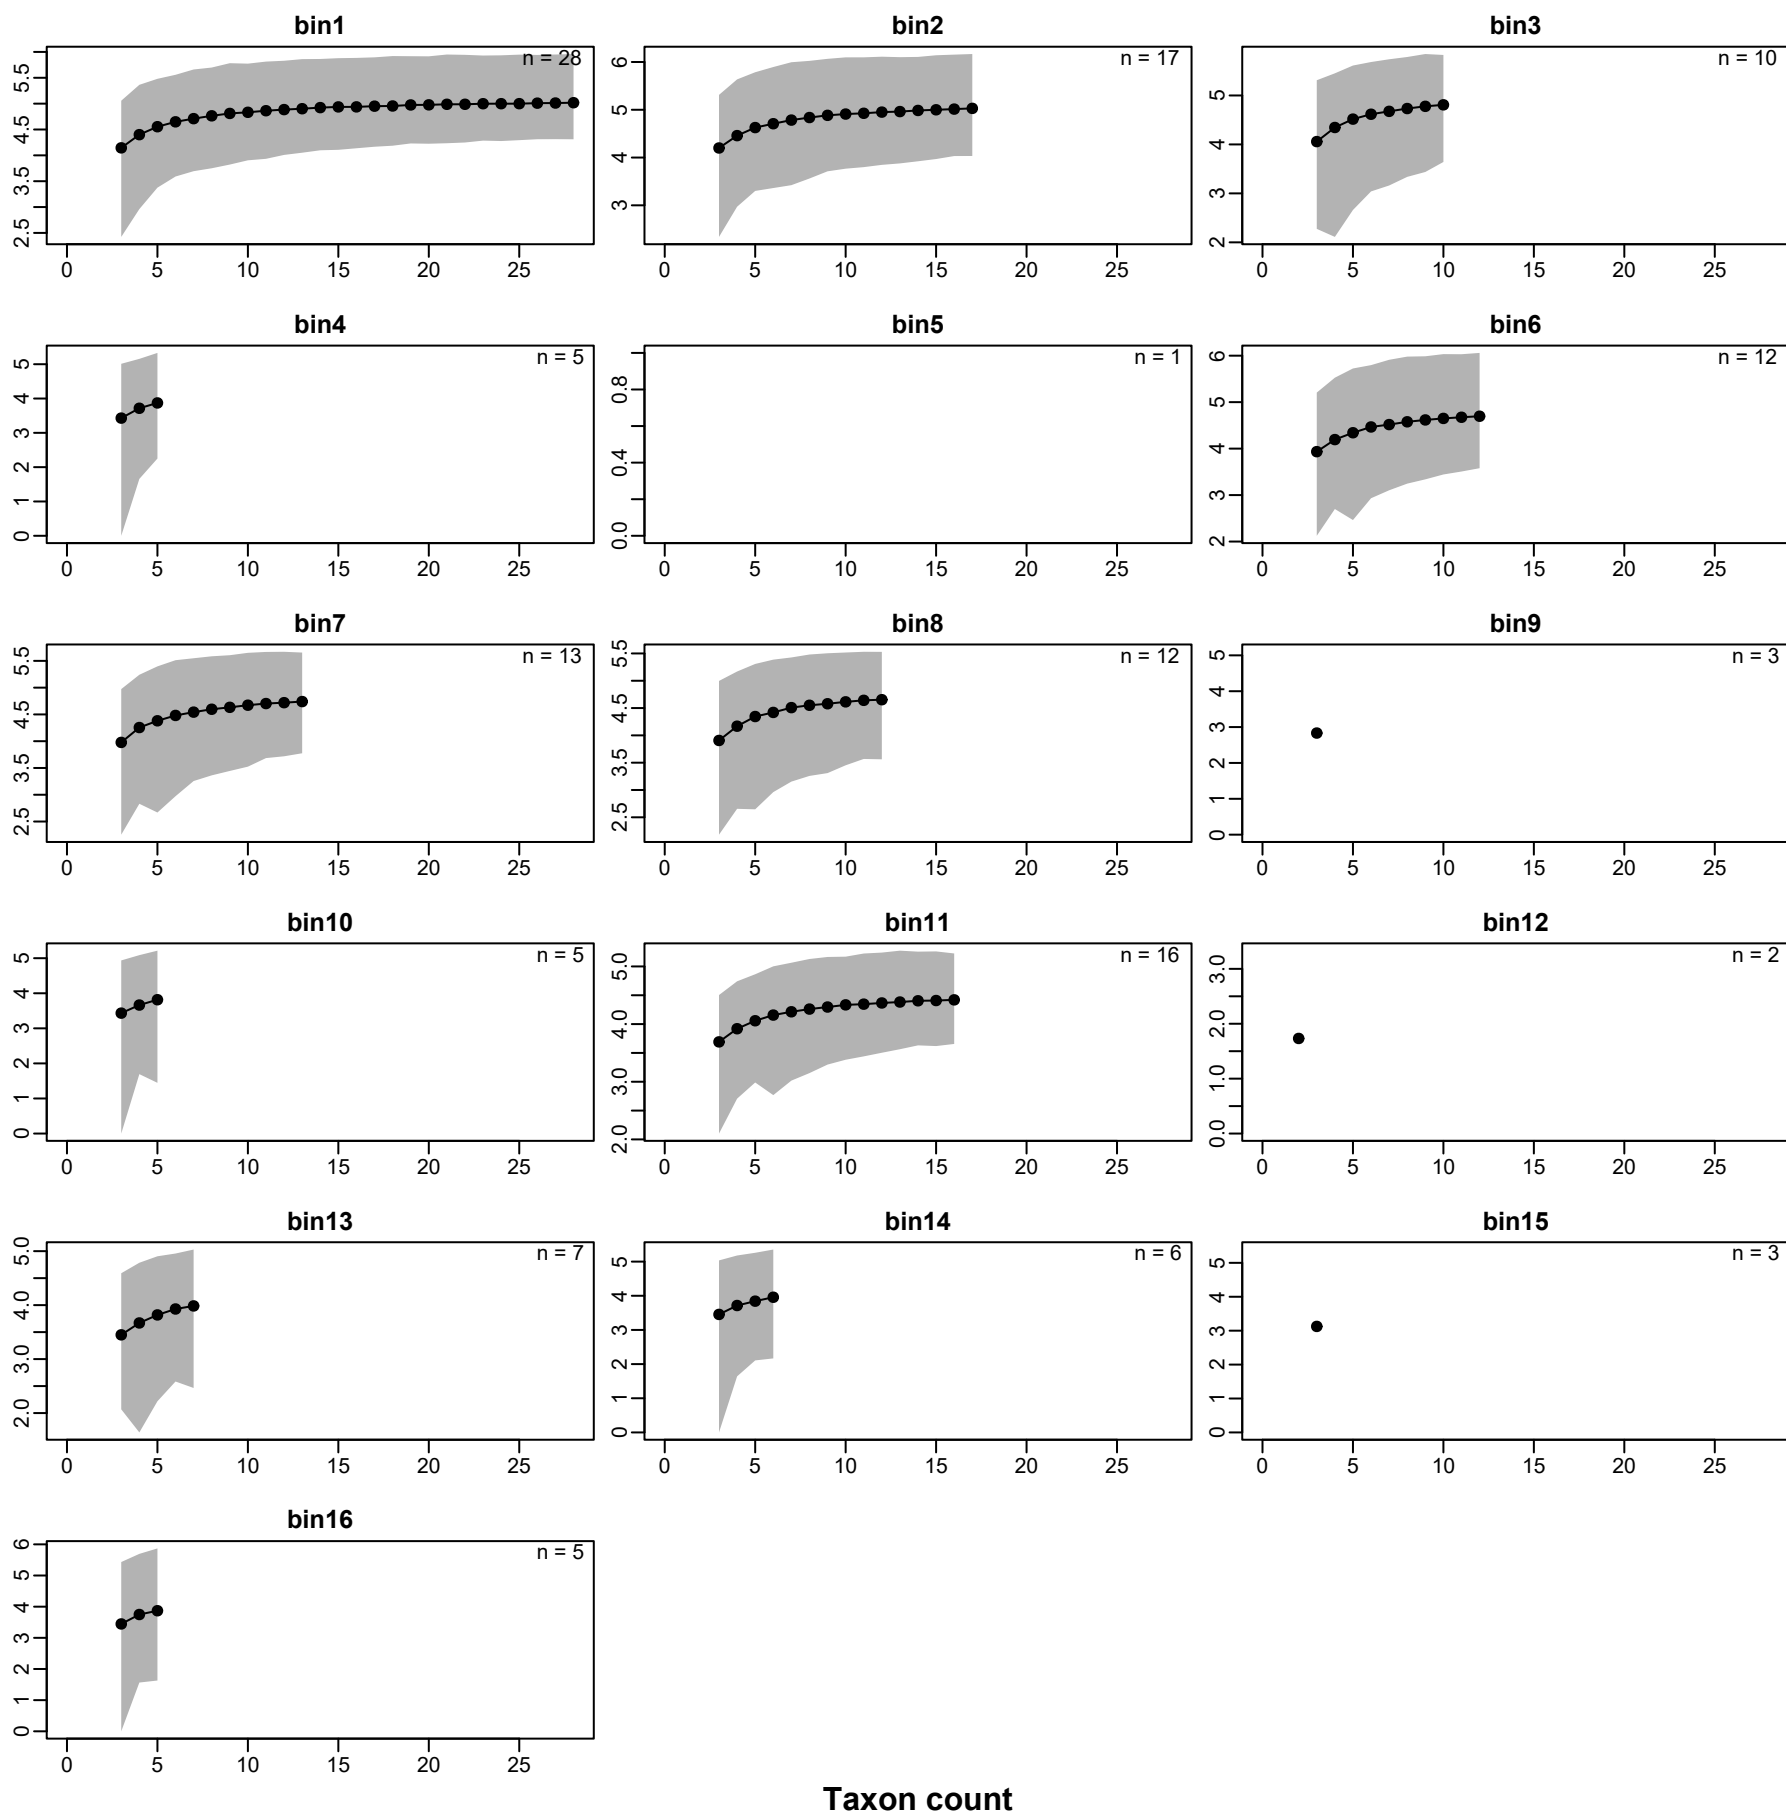 bin1
bin2
bin3
n = 28
n = 17
n = 10
2.5 3.5 4.5 5.5
3 4 5 6
2 3 4 5
0 5 10 15 20 25
0 5 10 15 20 25
0 5 10 15 20 25
bin4
bin5
bin6
n = 5
n = 1
n = 12
0 1 2 3 4 5
0.0 0.4 0.8
2 3 4 5 6
0 5 10 15 20 25
0 5 10 15 20 25
0 5 10 15 20 25
bin7
bin8
bin9
n = 13
n = 12
n = 3
2.5 3.5 4.5 5.5
2.5 3.5 4.5 5.5
0 1 2 3 4 5
0 5 10 15 20 25
0 5 10 15 20 25
0 5 10 15 20 25
bin10
bin11
bin12
n = 5
n = 16
n = 2
0 1 2 3 4 5
2.0 3.0 4.0 5.0
0.0 1.0 2.0 3.0
0 5 10 15 20 25
0 5 10 15 20 25
0 5 10 15 20 25
bin13
bin14
bin15
n = 7
n = 6
n = 3
2.0 3.0 4.0 5.0
0 1 2 3 4 5
0 1 2 3 4 5
0 5 10 15 20 25
0 5 10 15 20 25
0 5 10 15 20 25
bin16
n = 5
0 1 2 3 4 5 6
0 5 10 15 20 25
Taxon count